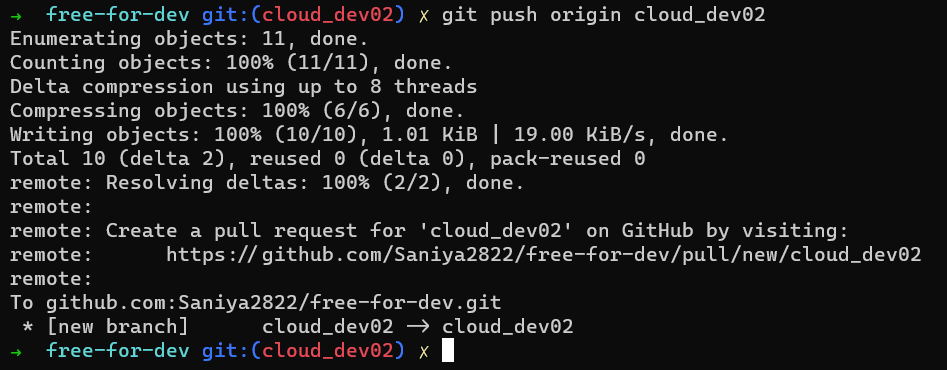 → free-for-dev git:(cloud_dev02) ✗ git push origin cloud_dev02
Enumerating objects: 11, done.
Counting objects: 100% (11/11), done.
Delta compression using up to 8 threads
Compressing objects: 100% (6/6), done.
Writing objects: 100% (10/10), 1.01 KiB | 19.00 KiB/s, done.
Total 10 (delta 2), reused 0 (delta 0), pack-reused 0
remote: Resolving deltas: 100% (2/2), done.
remote:
remote: Create a pull request for 'cloud_dev02' on GitHub by visiting:
remote:      https://github.com/Saniya2822/free-for-dev/pull/new/cloud_dev02
remote:
To github.com:Saniya2822/free-for-dev.git
 * [new branch]      cloud_dev02 -> cloud_dev02
→ free-for-dev git:(cloud_dev02) ✗